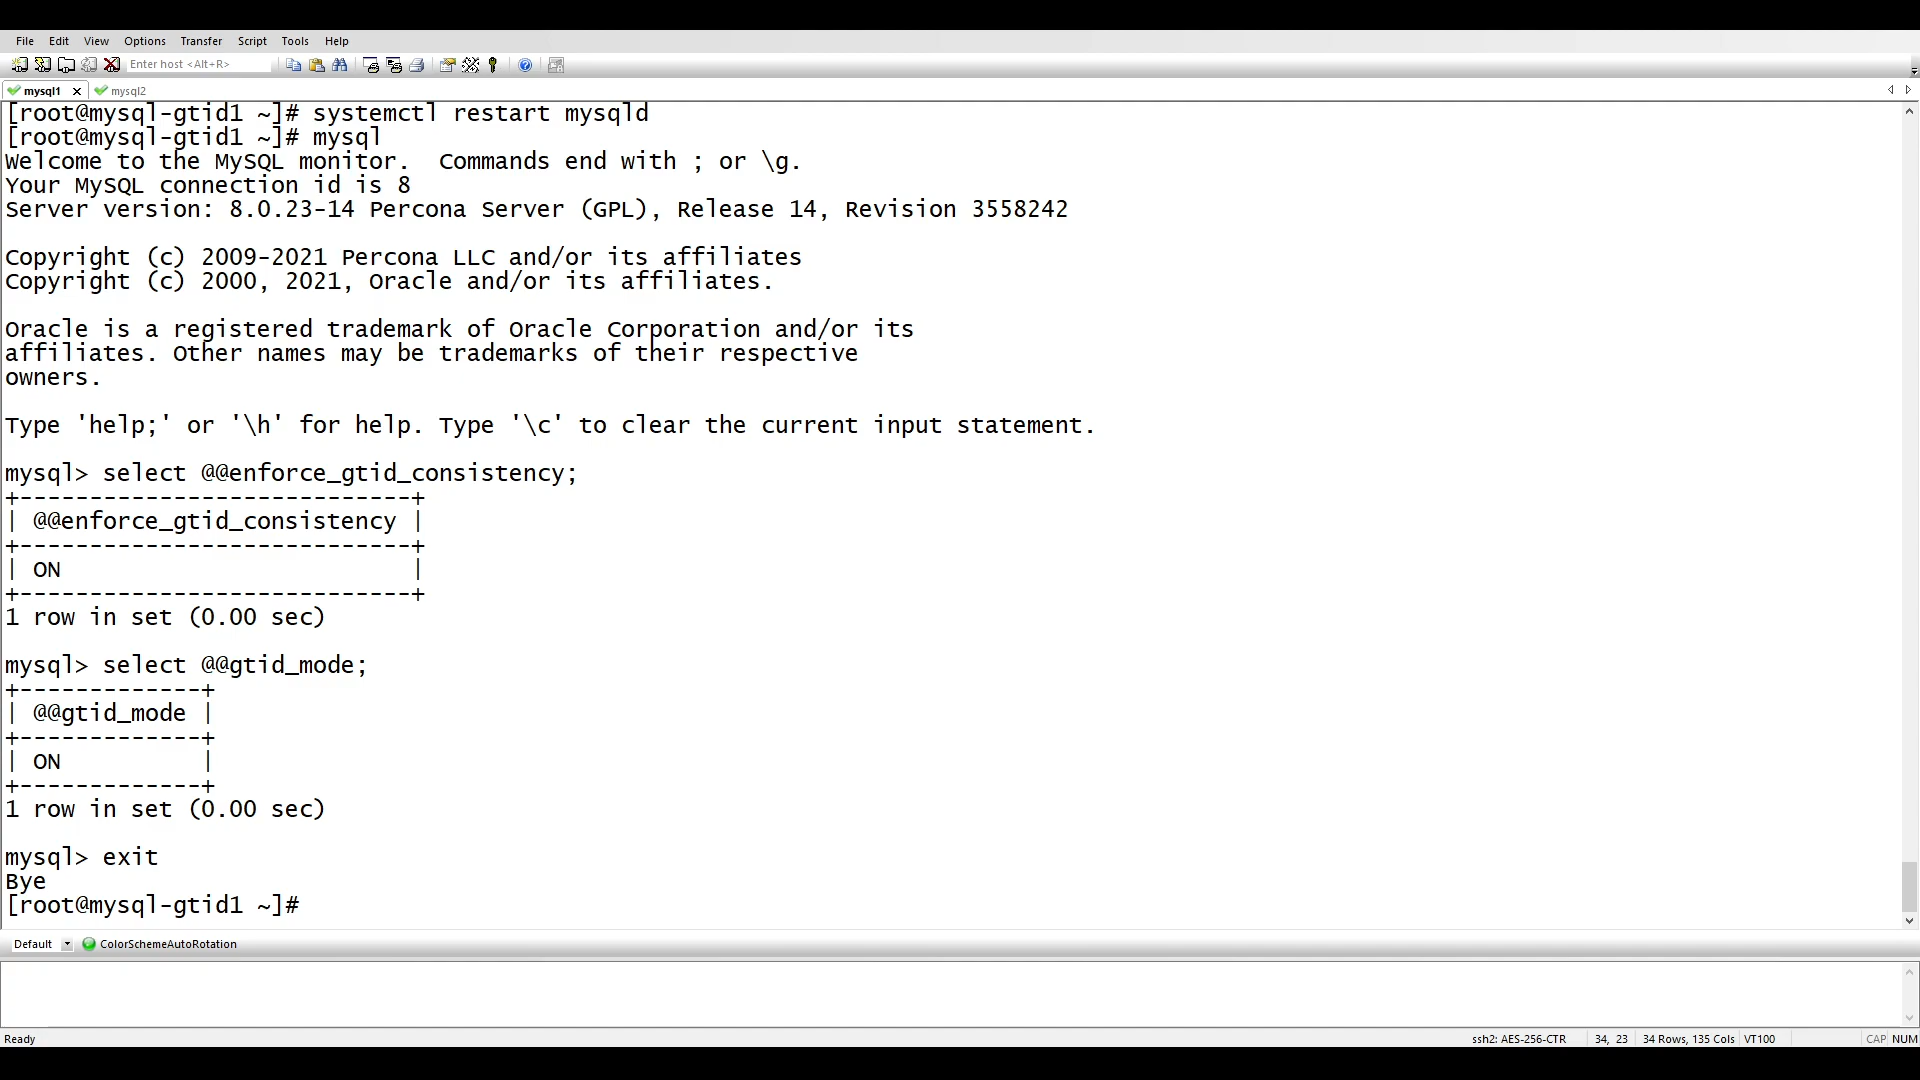 File Edit View Options Transfer Script Tools Help
Enter host <Alt+R>
mysql1 mysql2
[root@mysql-gtid1 ~]# systemctl restart mysqld
[root@mysql-gtid1 ~]# mysql
Welcome to the MySQL monitor.  Commands end with ; or \g.
Your MySQL connection id is 8
Server version: 8.0.23-14 Percona Server (GPL), Release 14, Revision 3558242
Copyright (c) 2009-2021 Percona LLC and/or its affiliates
Copyright (c) 2000, 2021, Oracle and/or its affiliates.
Oracle is a registered trademark of Oracle Corporation and/or its
affiliates. Other names may be trademarks of their respective
owners.
Type 'help;' or '\h' for help. Type '\c' to clear the current input statement.
mysql> select @@enforce_gtid_consistency;
+----------------------------+
| @@enforce_gtid_consistency |
+----------------------------+
| ON                         |
+----------------------------+
1 row in set (0.00 sec)
mysql> select @@gtid_mode;
+-------------+
| @@gtid_mode |
+-------------+
| ON          |
+-------------+
1 row in set (0.00 sec)
mysql> exit
Bye
[root@mysql-gtid1 ~]#
Default ColorSchemeAutoRotation
Ready ssh2: AES-256-CTR 34, 23 34 Rows, 135 Cols VT100 CAP NUM